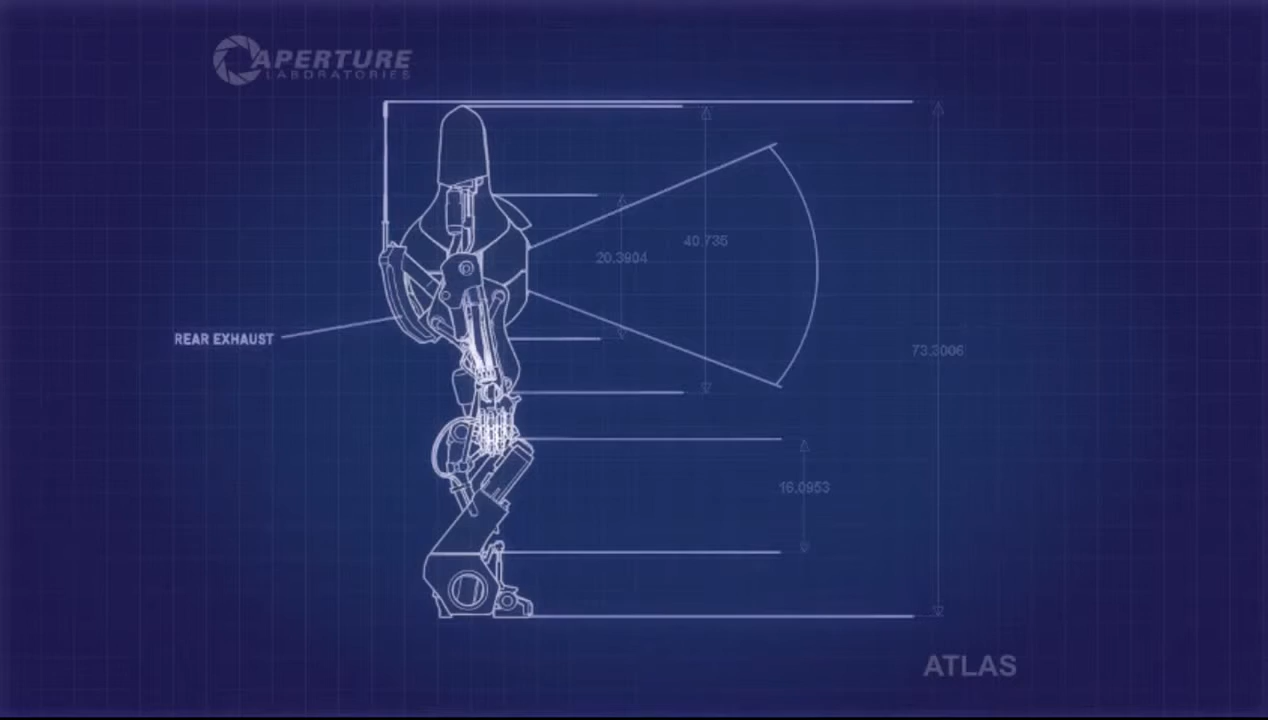 APERTURE
LABORATORIES
40.735
20.3904
REAR EXHAUST
73.3006
16.0953
ATLAS